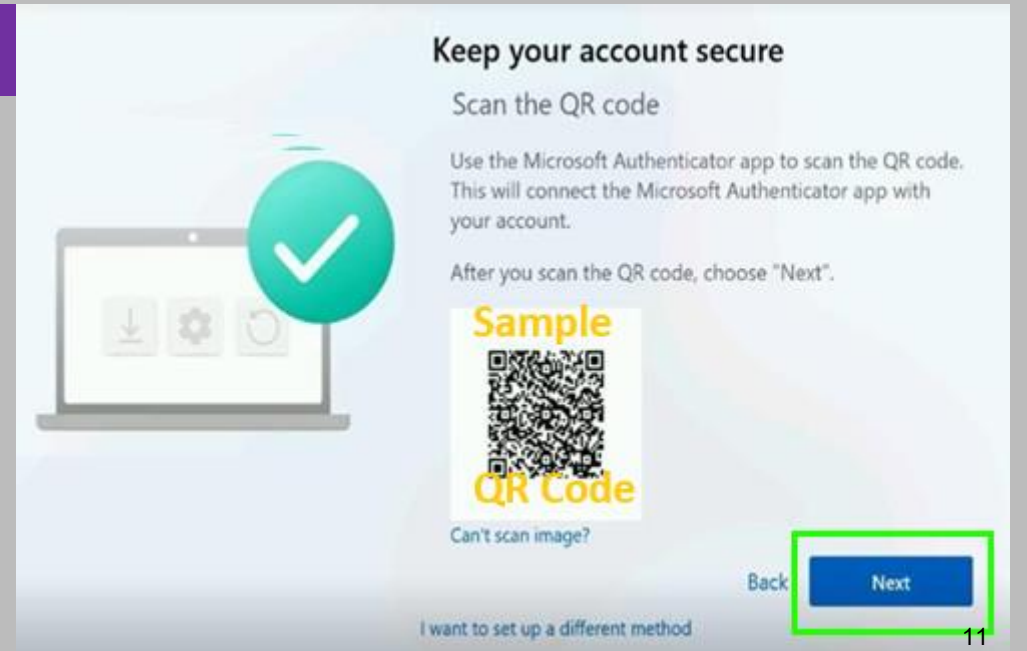 Keep your account secure
Scan the QR code
Use the Microsoft Authenticator app to scan the QR code.
This will connect the Microsoft Authenticator app with
your account.
After you scan the QR code, choose "Next".
Sample
QR Code
Can't scan image?
Back
Next
I want to set up a different method
11